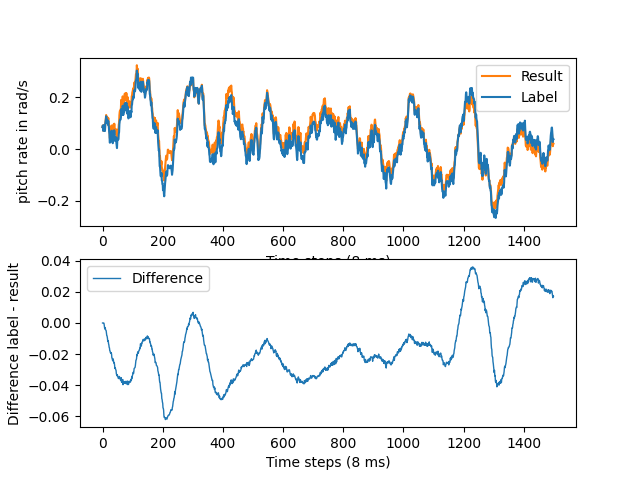 Result
Label
pitch rate in rad/s
0.2
0.0
−0.2
0 200 400 600 800 1000 1200 1400
Time steps (8 ms)
Difference
Difference label - result
0.04
0.02
0.00
−0.02
−0.04
−0.06
0 200 400 600 800 1000 1200 1400
Time steps (8 ms)